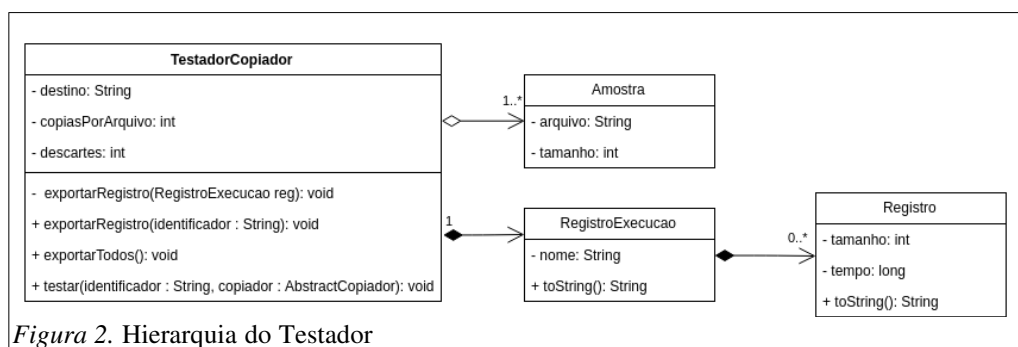 TestadorCopiador
- destino: String
- copiasPorArquivo: int
- descartes: int
- exportarRegistro(RegistroExecucao reg): void
+ exportarRegistro(identificador : String): void
+ exportarTodos(): void
+ testar(identificador : String, copiador : AbstractCopiador): void
1..*
Amostra
- arquivo: String
- tamanho: int
1
RegistroExecucao
- nome: String
+ toString(): String
0..*
Registro
- tamanho: int
- tempo: long
+ toString(): String
Figura 2. Hierarquia do Testador